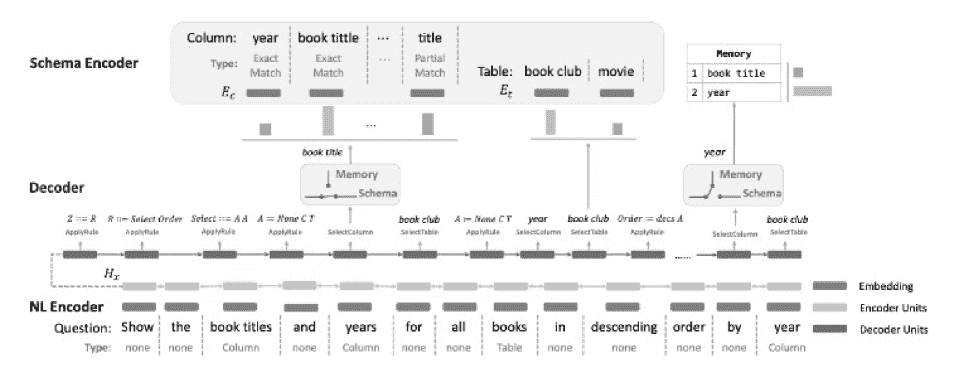 Schema Encoder
Column: year book tittle ... title
Type: Exact Match Exact Match ... Partial Match
E_c
Table: book club movie
E_t
Memory
1 book title
2 year
...
book title
year
Decoder
Memory
Schema
Memory
Schema
Z ::= R R ::= Select Order Select ::= A A A = None C T book club A ::= None C T year book club Order = decs A book club
ApplyRule ApplyRule ApplyRule ApplyRule SelectColumn SelectTable ApplyRule SelectColumn SelectTable ApplyRule ...... SelectColumn SelectTable
H_x
NL Encoder
Question: Show the book titles and years for all books in descending order by year
Type: none none Column none Column none none Table none none none none Column
Embedding
Encoder Units
Decoder Units